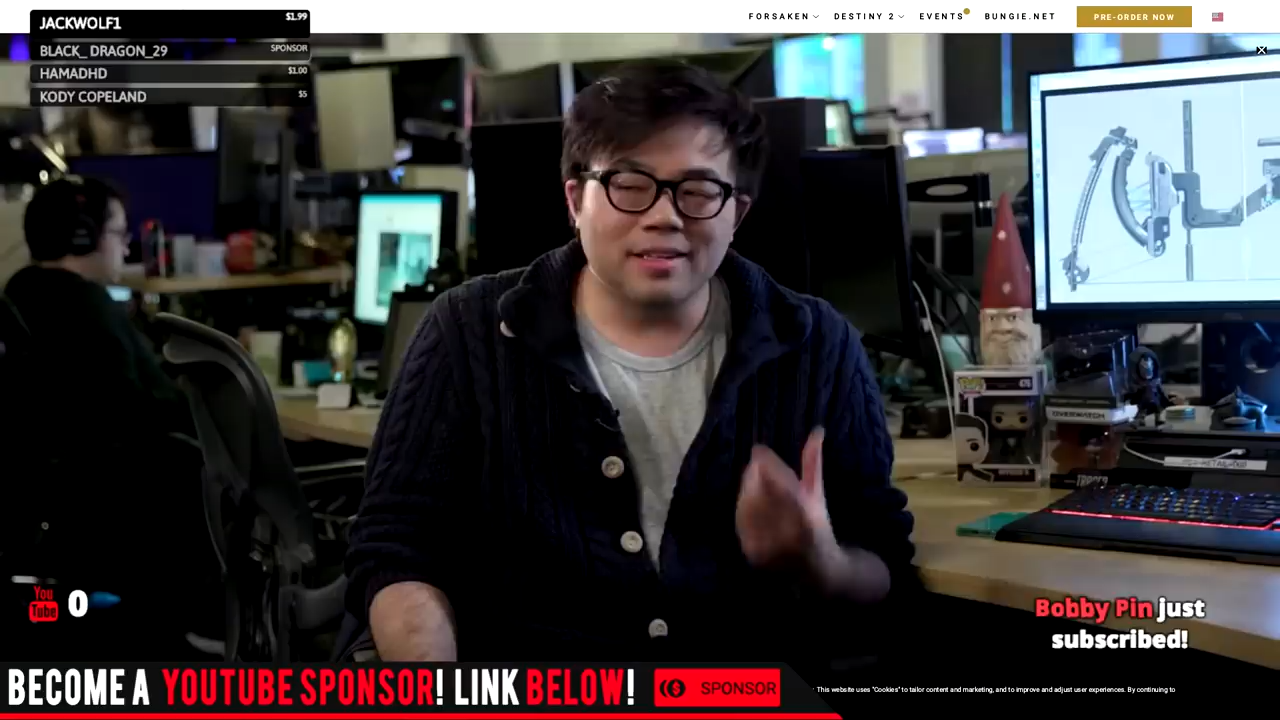 JACKWOLF1 $1.99
BLACK_DRAGON_29 SPONSOR
HAMADHD $1.00
KODY COPELAND $5
FORSAKEN DESTINY 2 EVENTS BUNGIE.NET PRE-ORDER NOW
OVERWATCH
You
Tube 0
Bobby Pin just
subscribed!
BECOME A YOUTUBE SPONSOR! LINK BELOW! SPONSOR
This website uses "Cookies" to tailor content and marketing, and to improve and adjust user experiences. By continuing to